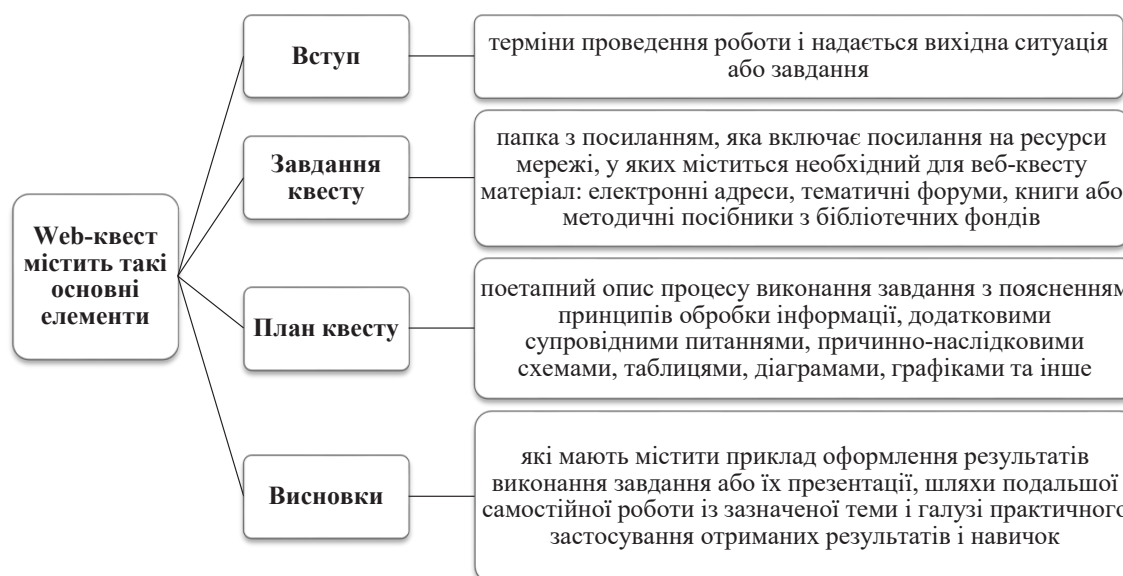 Web-квест
містить такі
основні
елементи
Вступ
терміни проведення роботи і надається вихідна ситуація
або завдання
Завдання
квесту
папка з посиланням, яка включає посилання на ресурси
мережі, у яких міститься необхідний для веб-квесту
матеріал: електронні адреси, тематичні форуми, книги або
методичні посібники з бібліотечних фондів
План квесту
поетапний опис процесу виконання завдання з поясненням
принципів обробки інформації, додатковими
супровідними питаннями, причинно-наслідковими
схемами, таблицями, діаграмами, графіками та інше
Висновки
які мають містити приклад оформлення результатів
виконання завдання або їх презентації, шляхи подальшої
самостійної роботи із зазначеної теми і галузі практичного
застосування отриманих результатів і навичок